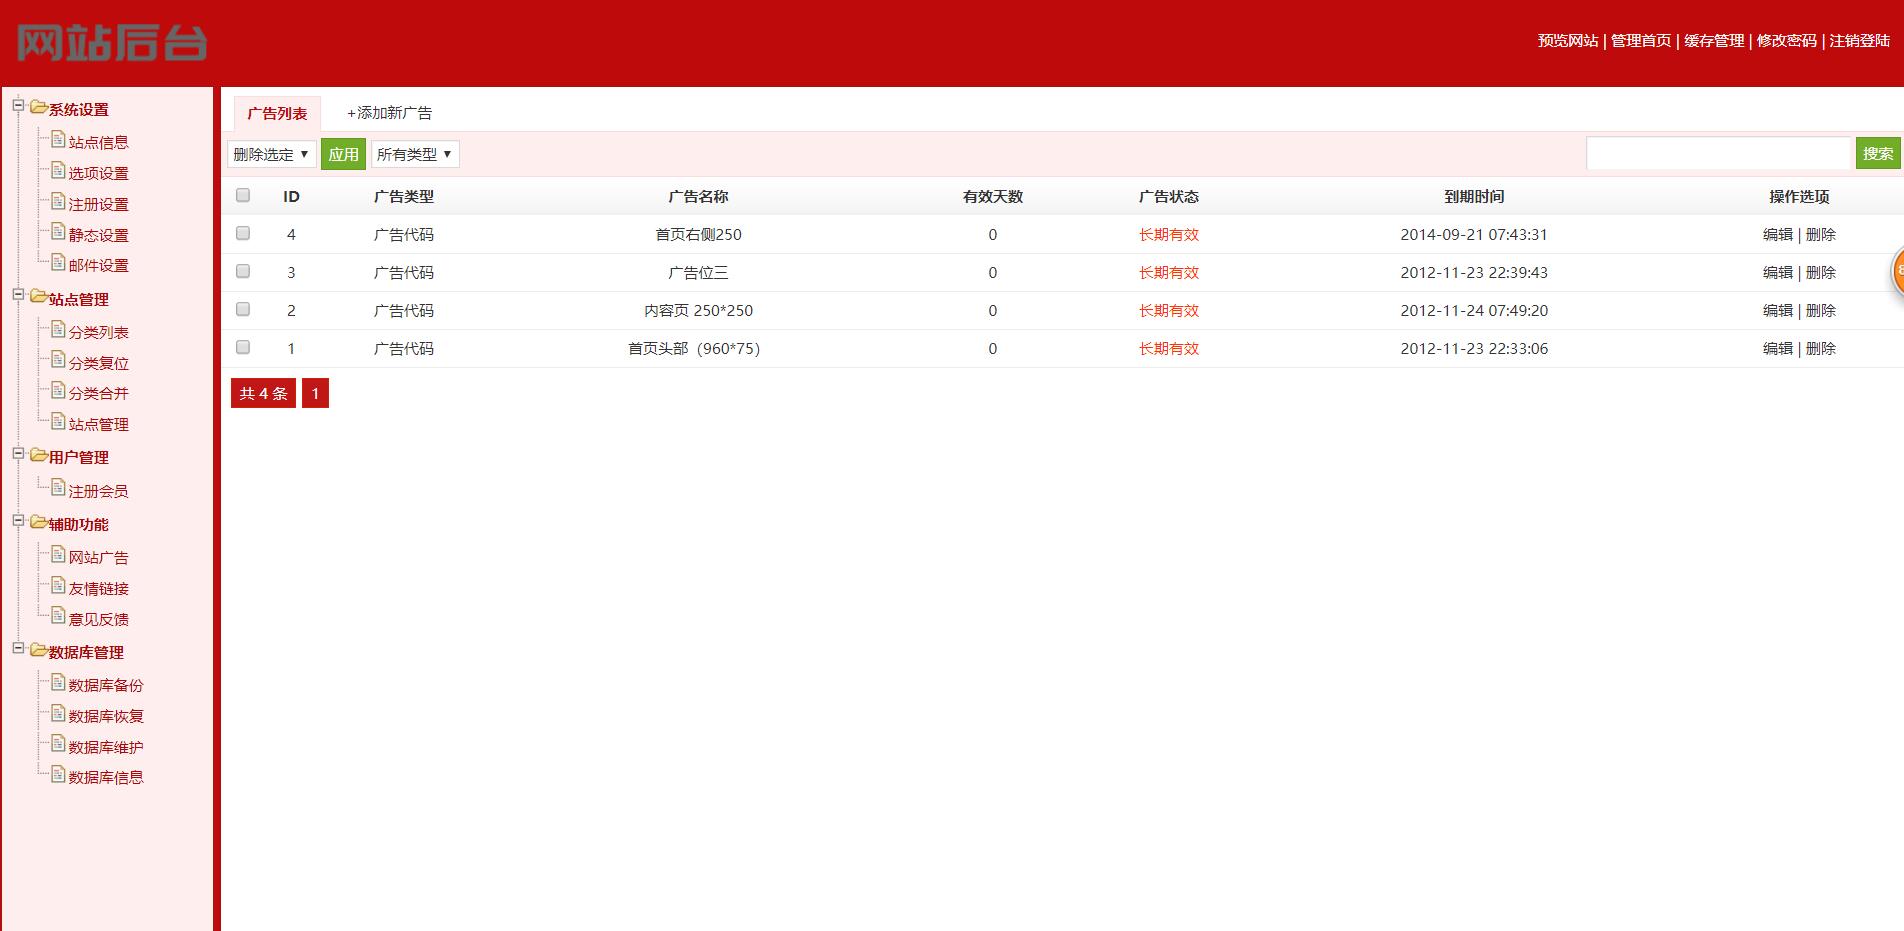 网站后台
预览网站 | 管理首页 | 缓存管理 | 修改密码 | 注销登陆
系统设置
站点信息
选项设置
注册设置
静态设置
邮件设置
站点管理
分类列表
分类复位
分类合并
站点管理
用户管理
注册会员
辅助功能
网站广告
友情链接
意见反馈
数据库管理
数据库备份
数据库恢复
数据库维护
数据库信息
广告列表 +添加新广告
删除选定 ▼ 应用 所有类型 ▼ 搜索
ID 广告类型 广告名称 有效天数 广告状态 到期时间 操作选项
4 广告代码 首页右侧250 0 长期有效 2014-09-21 07:43:31 编辑 | 删除
3 广告代码 广告位三 0 长期有效 2012-11-23 22:39:43 编辑 | 删除
2 广告代码 内容页 250*250 0 长期有效 2012-11-24 07:49:20 编辑 | 删除
1 广告代码 首页头部（960*75） 0 长期有效 2012-11-23 22:33:06 编辑 | 删除
共 4 条 1